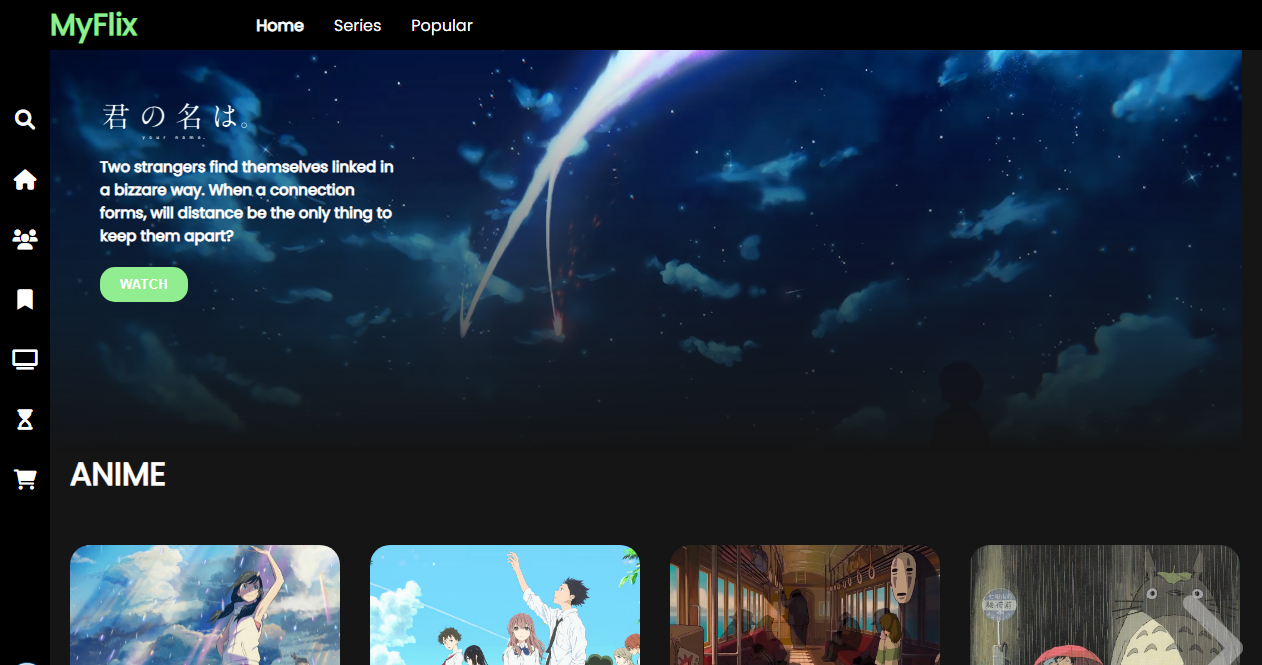 MyFlix
Home
Series
Popular
君の名は。
your name.
Two strangers find themselves linked in
a bizzare way. When a connection
forms, will distance be the only thing to
keep them apart?
WATCH
ANIME